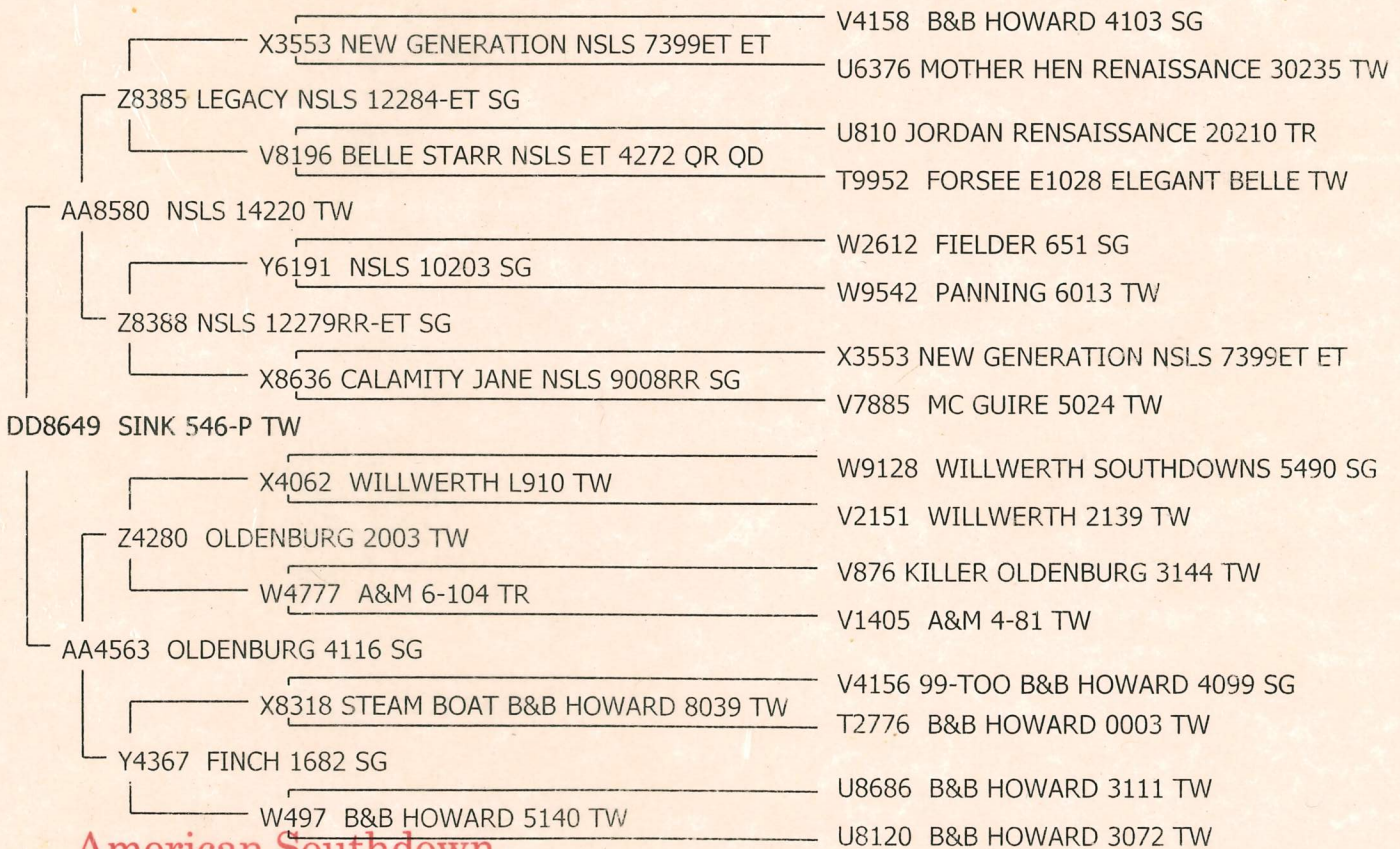 V4158 B&B HOWARD 4103 SG
X3553 NEW GENERATION NSLS 7399ET ET
U6376 MOTHER HEN RENAISSANCE 30235 TW
Z8385 LEGACY NSLS 12284-ET SG
U810 JORDAN RENSAISSANCE 20210 TR
V8196 BELLE STARR NSLS ET 4272 QR QD
T9952 FORSEE E1028 ELEGANT BELLE TW
AA8580 NSLS 14220 TW
W2612 FIELDER 651 SG
Y6191 NSLS 10203 SG
W9542 PANNING 6013 TW
Z8388 NSLS 12279RR-ET SG
X3553 NEW GENERATION NSLS 7399ET ET
X8636 CALAMITY JANE NSLS 9008RR SG
V7885 MC GUIRE 5024 TW
DD8649 SINK 546-P TW
W9128 WILLWERTH SOUTHDOWNS 5490 SG
X4062 WILLWERTH L910 TW
V2151 WILLWERTH 2139 TW
Z4280 OLDENBURG 2003 TW
V876 KILLER OLDENBURG 3144 TW
W4777 A&M 6-104 TR
V1405 A&M 4-81 TW
AA4563 OLDENBURG 4116 SG
V4156 99-TOO B&B HOWARD 4099 SG
X8318 STEAM BOAT B&B HOWARD 8039 TW
T2776 B&B HOWARD 0003 TW
Y4367 FINCH 1682 SG
U8686 B&B HOWARD 3111 TW
W497 B&B HOWARD 5140 TW
U8120 B&B HOWARD 3072 TW
American Southdown